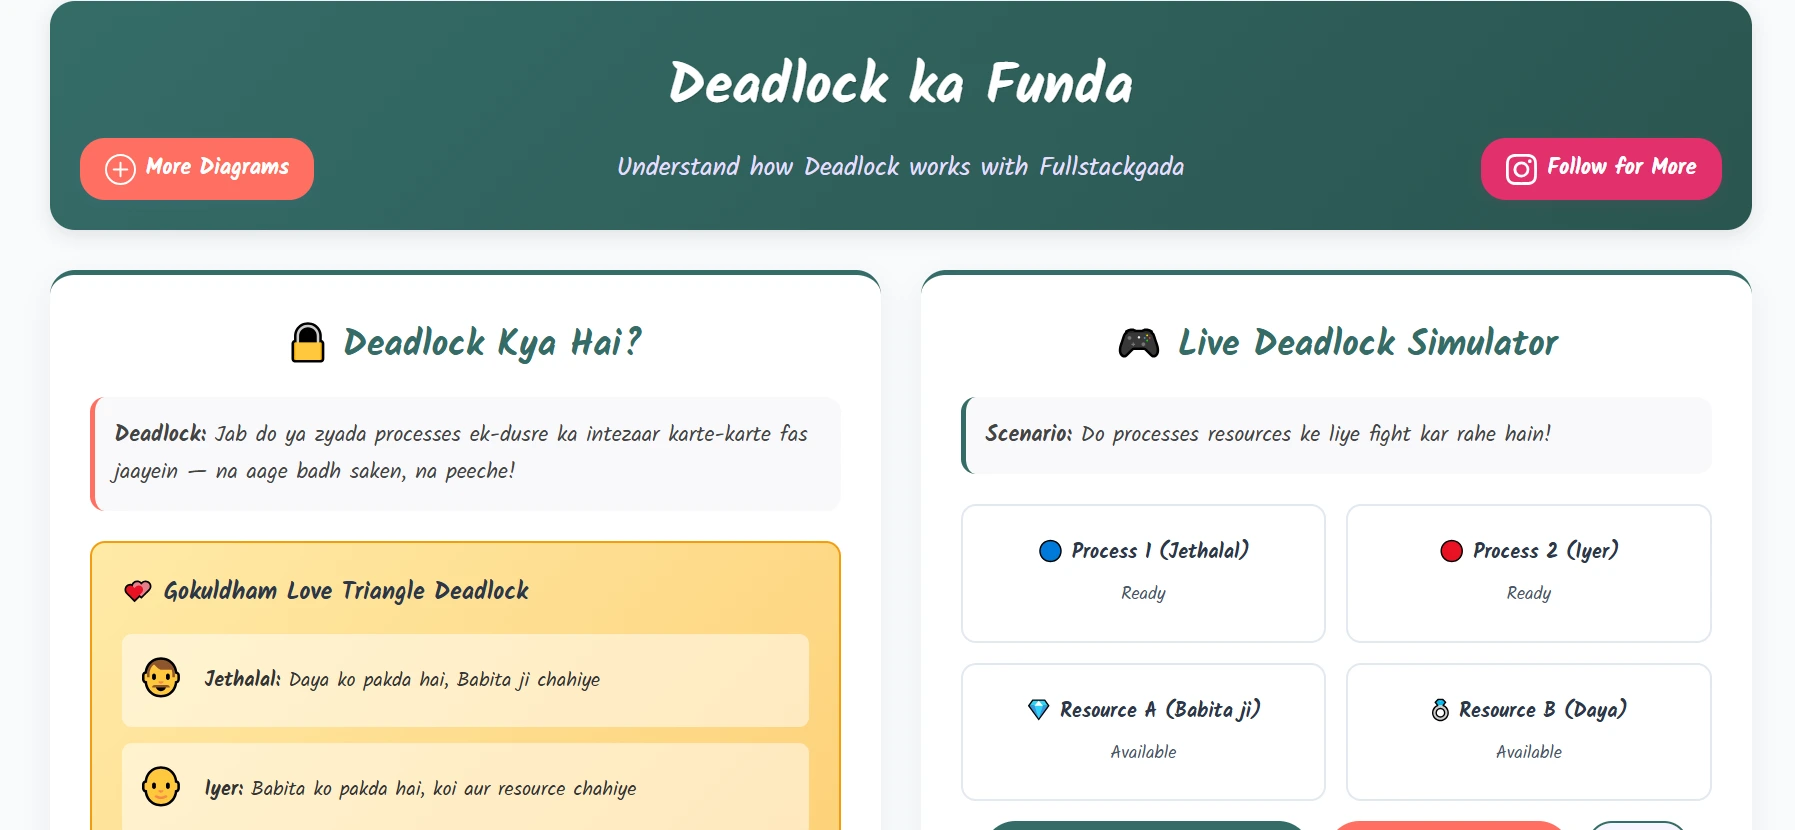 Deadlock ka Funda
More Diagrams
Understand how Deadlock works with Fullstackgada
Follow for More
Deadlock Kya Hai?
Deadlock: Jab do ya zyada processes ek-dusre ka intezaar karte-karte fas
jaayein — na aage badh saken, na peeche!
Gokuldham Love Triangle Deadlock
Jethalal: Daya ko pakda hai, Babita ji chahiye
Iyer: Babita ko pakda hai, koi aur resource chahiye
Live Deadlock Simulator
Scenario: Do processes resources ke liye fight kar rahe hain!
Process 1 (Jethalal)
Ready
Process 2 (Iyer)
Ready
Resource A (Babita ji)
Available
Resource B (Daya)
Available